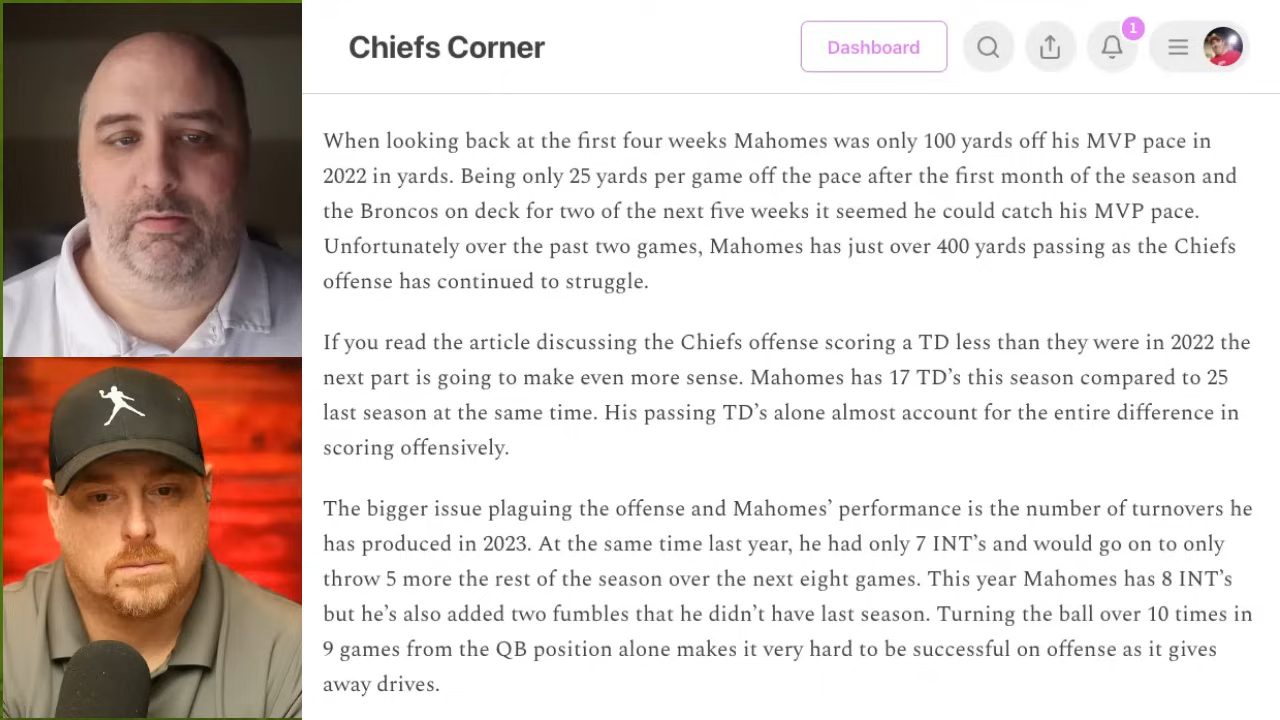 Chiefs Corner
Dashboard
1
When looking back at the first four weeks Mahomes was only 100 yards off his MVP pace in
2022 in yards. Being only 25 yards per game off the pace after the first month of the season and
the Broncos on deck for two of the next five weeks it seemed he could catch his MVP pace.
Unfortunately over the past two games, Mahomes has just over 400 yards passing as the Chiefs
offense has continued to struggle.
If you read the article discussing the Chiefs offense scoring a TD less than they were in 2022 the
next part is going to make even more sense. Mahomes has 17 TD’s this season compared to 25
last season at the same time. His passing TD’s alone almost account for the entire difference in
scoring offensively.
The bigger issue plaguing the offense and Mahomes’ performance is the number of turnovers he
has produced in 2023. At the same time last year, he had only 7 INT’s and would go on to only
throw 5 more the rest of the season over the next eight games. This year Mahomes has 8 INT’s
but he’s also added two fumbles that he didn’t have last season. Turning the ball over 10 times in
9 games from the QB position alone makes it very hard to be successful on offense as it gives
away drives.